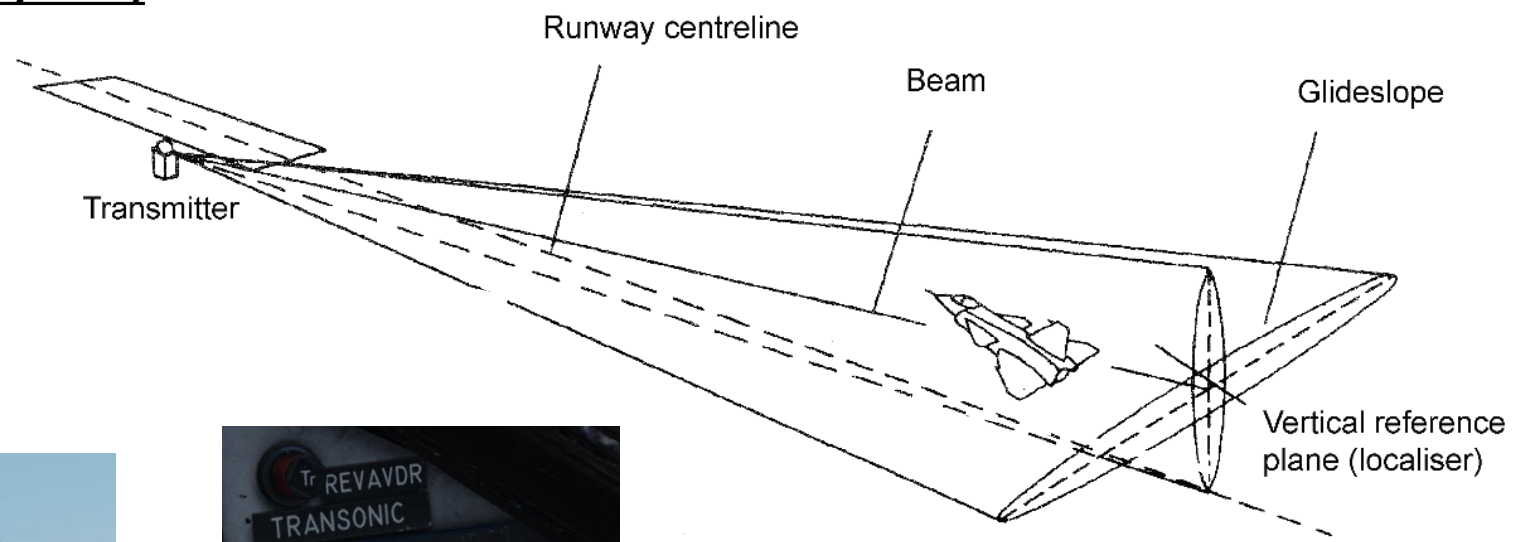 Runway centreline
Beam
Glideslope
Transmitter
Vertical reference
plane (localiser)
Tr REVAVDR
TRANSONIC